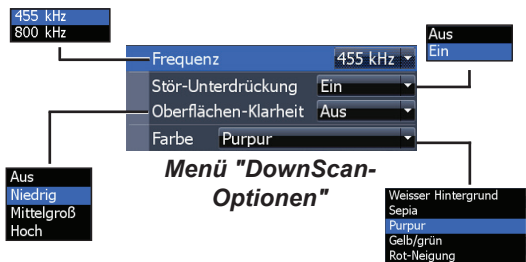 455 kHz
800 kHz
Aus
Ein
Frequenz 455 kHz
Stör-Unterdrückung Ein
Oberflächen-Klarheit Aus
Farbe Purpur
Menü "DownScan-
Optionen"
Aus
Niedrig
Mittelgroß
Hoch
Weisser Hintergrund
Sepia
Purpur
Gelb/grün
Rot-Neigung